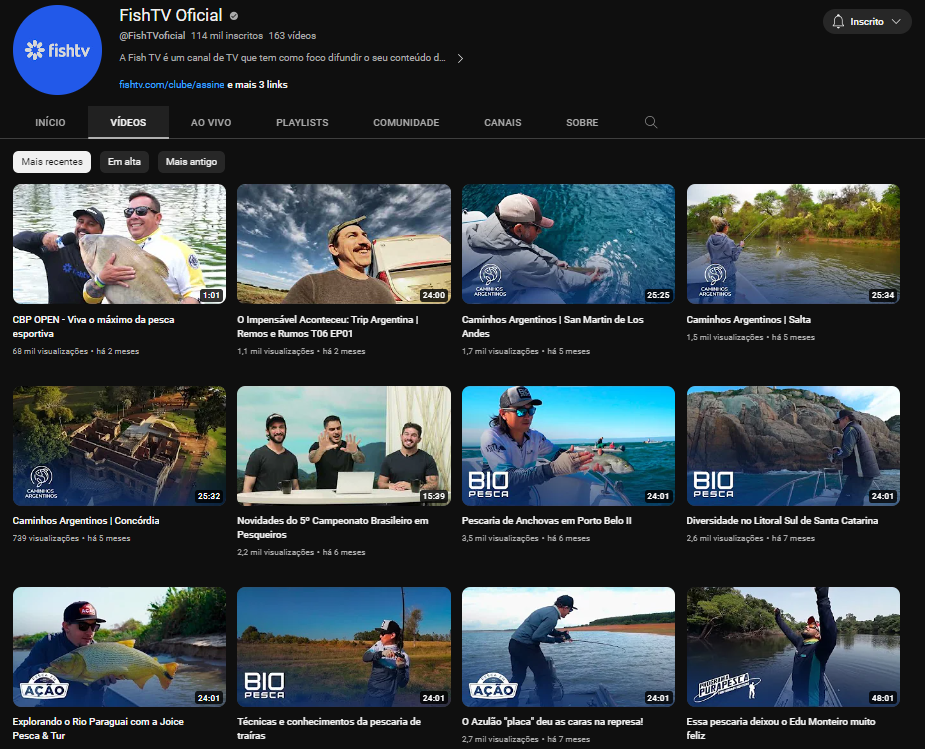 FishTV Oficial
fishtv
@FishTVoficial 114 mil inscritos 163 vídeos
Inscrito
A Fish TV é um canal de TV que tem como foco difundir o seu conteúdo d...
fishtv.com/clube/assine e mais 3 links
INÍCIO VÍDEOS AO VIVO PLAYLISTS COMUNIDADE CANAIS SOBRE
Mais recentes Em alta Mais antigo
1:01
24:00
CAMINHOS
ARGENTINOS
25:25
CAMINHOS
ARGENTINOS
25:34
CBP OPEN - Viva o máximo da pesca
esportiva
68 mil visualizações • há 2 meses
O Impensável Aconteceu: Trip Argentina |
Remos e Rumos T06 EP01
1,1 mil visualizações • há 2 meses
Caminhos Argentinos | San Martin de Los
Andes
1,7 mil visualizações • há 5 meses
Caminhos Argentinos | Salta
1,5 mil visualizações • há 5 meses
CAMINHOS
ARGENTINOS
25:32
15:39
BIO
PESCA
24:01
BIO
PESCA
24:01
Caminhos Argentinos | Concórdia
739 visualizações • há 5 meses
Novidades do 5º Campeonato Brasileiro em
Pesqueiros
2,2 mil visualizações • há 6 meses
Pescaria de Anchovas em Porto Belo II
3,5 mil visualizações • há 6 meses
Diversidade no Litoral Sul de Santa Catarina
2,6 mil visualizações • há 7 meses
AÇÃO
24:01
BIO
PESCA
24:01
AÇÃO
24:01
PURAPESCA
48:01
Explorando o Rio Paraguai com a Joice
Pesca & Tur
Técnicas e conhecimentos da pescaria de
traíras
O Azulão "placa" deu as caras na represa!
2,7 mil visualizações • há 7 meses
Essa pescaria deixou o Edu Monteiro muito
feliz